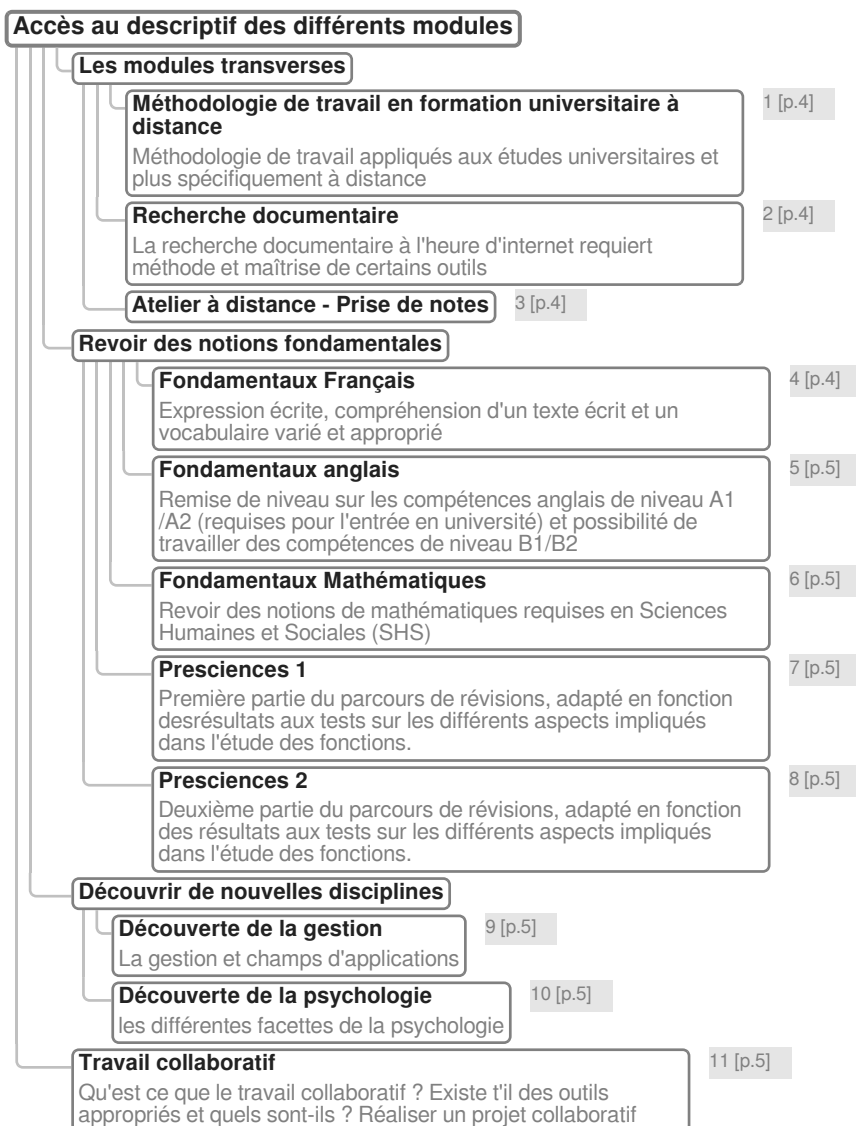 Accès au descriptif des différents modules
Les modules transverses
Méthodologie de travail en formation universitaire à
distance
1 [p.4]
Méthodologie de travail appliqués aux études universitaires et
plus spécifiquement à distance
Recherche documentaire
2 [p.4]
La recherche documentaire à l'heure d'internet requiert
méthode et maîtrise de certains outils
Atelier à distance - Prise de notes
3 [p.4]
Revoir des notions fondamentales
Fondamentaux Français
4 [p.4]
Expression écrite, compréhension d'un texte écrit et un
vocabulaire varié et approprié
Fondamentaux anglais
5 [p.5]
Remise de niveau sur les compétences anglais de niveau A1
/A2 (requises pour l'entrée en université) et possibilité de
travailler des compétences de niveau B1/B2
Fondamentaux Mathématiques
6 [p.5]
Revoir des notions de mathématiques requises en Sciences
Humaines et Sociales (SHS)
Presciences 1
7 [p.5]
Première partie du parcours de révisions, adapté en fonction
desrésultats aux tests sur les différents aspects impliqués
dans l'étude des fonctions.
Presciences 2
8 [p.5]
Deuxième partie du parcours de révisions, adapté en fonction
des résultats aux tests sur les différents aspects impliqués
dans l'étude des fonctions.
Découvrir de nouvelles disciplines
Découverte de la gestion
9 [p.5]
La gestion et champs d'applications
Découverte de la psychologie
10 [p.5]
les différentes facettes de la psychologie
Travail collaboratif
11 [p.5]
Qu'est ce que le travail collaboratif ? Existe t'il des outils
appropriés et quels sont-ils ? Réaliser un projet collaboratif